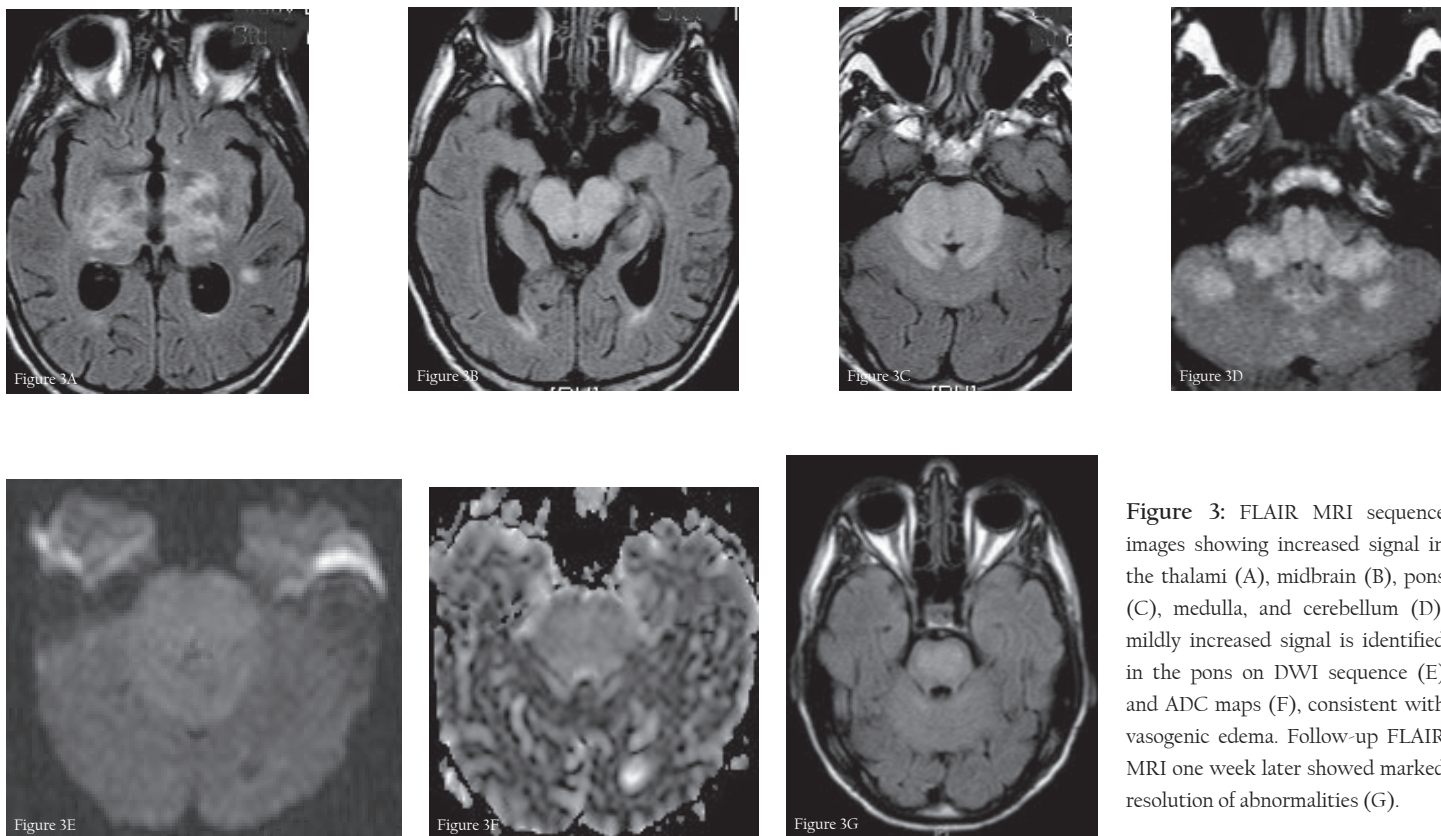 Figure 3A
Figure 3B
Figure 3C
Figure 3D
Figure 3E
Figure 3F
Figure 3G
Figure 3: FLAIR MRI sequence
images showing increased signal in
the thalami (A), midbrain (B), pons
(C), medulla, and cerebellum (D)
mildly increased signal is identified
in the pons on DWI sequence (E)
and ADC maps (F), consistent with
vasogenic edema. Follow-up FLAIR
MRI one week later showed marked
resolution of abnormalities (G).